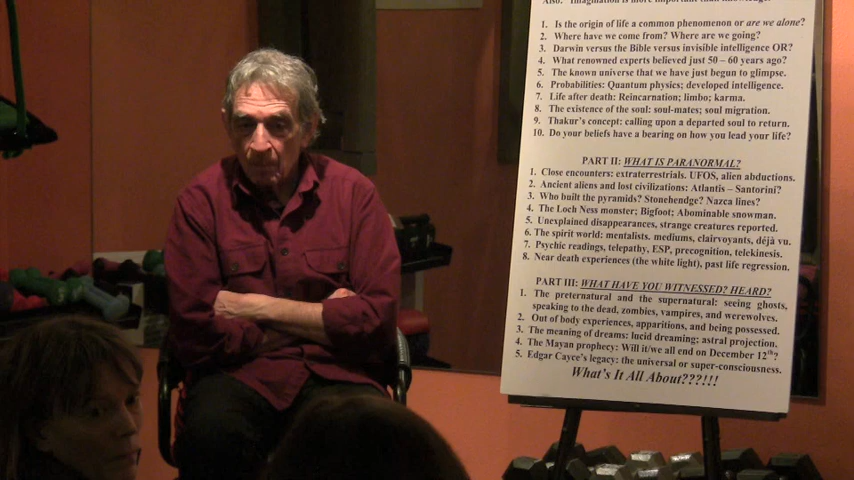 Also: "Imagination is more important than knowledge."
1. Is the origin of life a common phenomenon or are we alone?
2. Where have we come from? Where are we going?
3. Darwin versus the Bible versus invisible intelligence OR?
4. What renowned experts believed just 50 – 60 years ago?
5. The known universe that we have just begun to glimpse.
6. Probabilities: Quantum physics; developed intelligence.
7. Life after death: Reincarnation; limbo; karma.
8. The existence of the soul: soul-mates; soul migration.
9. Thakur's concept: calling upon a departed soul to return.
10. Do your beliefs have a bearing on how you lead your life?
PART II: WHAT IS PARANORMAL?
1. Close encounters: extraterrestrials. UFOS, alien abductions.
2. Ancient aliens and lost civilizations: Atlantis – Santorini?
3. Who built the pyramids? Stonehendge? Nazca lines?
4. The Loch Ness monster; Bigfoot; Abominable snowman.
5. Unexplained disappearances, strange creatures reported.
6. The spirit world: mentalists. mediums, clairvoyants, déjà vu.
7. Psychic readings, telepathy, ESP, precognition, telekinesis.
8. Near death experiences (the white light), past life regression.
PART III: WHAT HAVE YOU WITNESSED? HEARD?
1. The preternatural and the supernatural: seeing ghosts,
speaking to the dead, zombies, vampires, and werewolves.
2. Out of body experiences, apparitions, and being possessed.
3. The meaning of dreams: lucid dreaming; astral projection.
4. The Mayan prophecy: Will it/we all end on December 12th?
5. Edgar Cayce's legacy: the universal or super-consciousness.
What's It All About???!!!